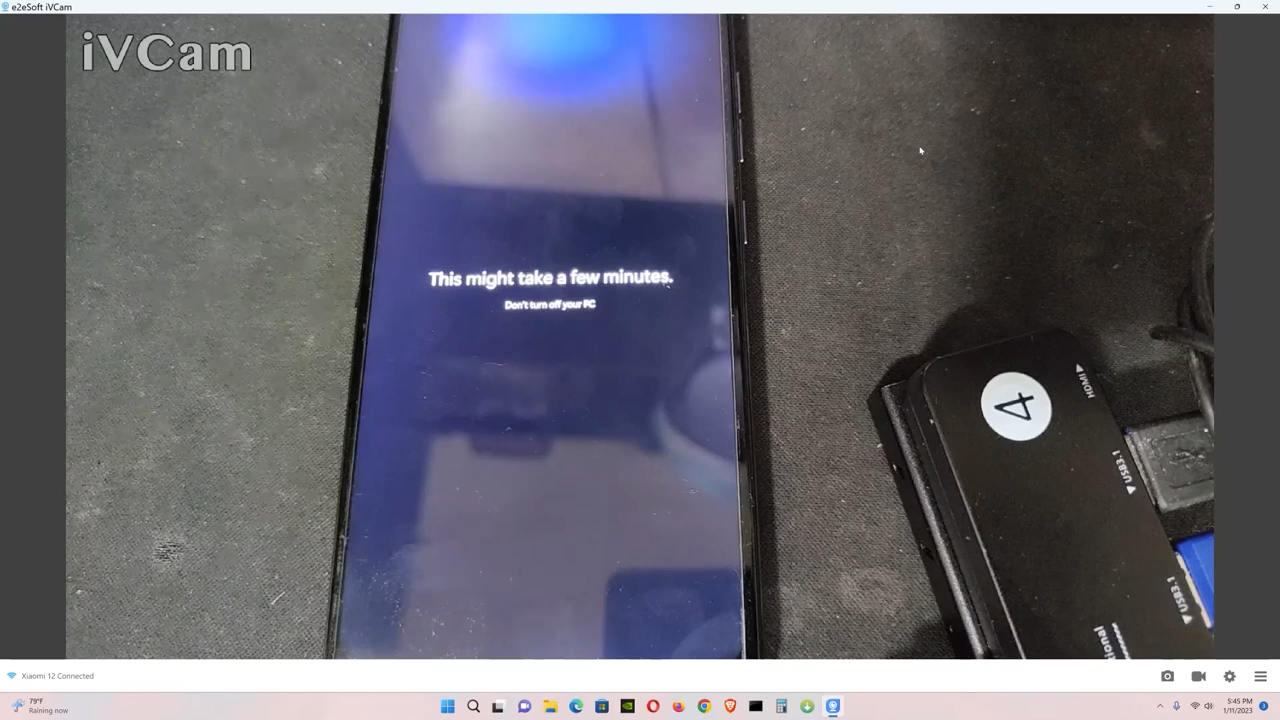 e2eSoft iVCam
iVCam
This might take a few minutes.
Don't turn off your PC
4
HDMI
USB3.1
USB3.1
Xiaomi 12 Connected
79°F
Raining now
5:45 PM
1/11/2023